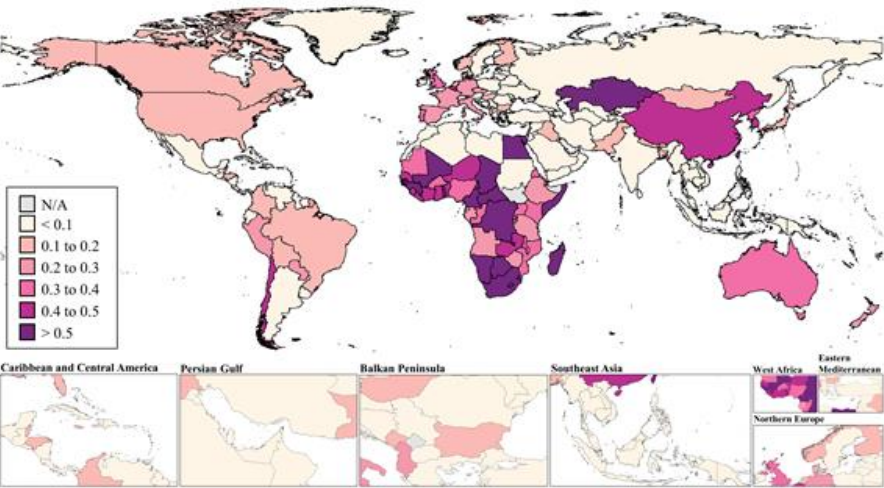 N/A
< 0.1
0.1 to 0.2
0.2 to 0.3
0.3 to 0.4
0.4 to 0.5
> 0.5
Caribbean and Central America
Persian Gulf
Balkan Peninsula
Southeast Asia
West Africa
Eastern
Mediterranean
Northern Europe